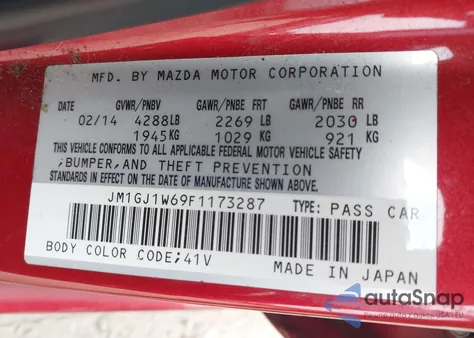 MFD. BY MAZDA MOTOR CORPORATION
DATE GVWR/PNBV GAWR/PNBE FRT GAWR/PNBE RR
02/14 4288LB 2269 LB 2030 LB
1945KG 1029 KG 921 KG
THIS VEHICLE CONFORMS TO ALL APPLICABLE FEDERAL MOTOR VEHICLE SAFETY
,BUMPER,AND THEFT PREVENTION
STANDARDS IN EFFECT ON THE DATE OF MANUFACTURE SHOWN ABOVE.
JM1GJ1W69F1173287 TYPE: PASS CAR
BODY COLOR CODE;41V MADE IN JAPAN
autoSnap